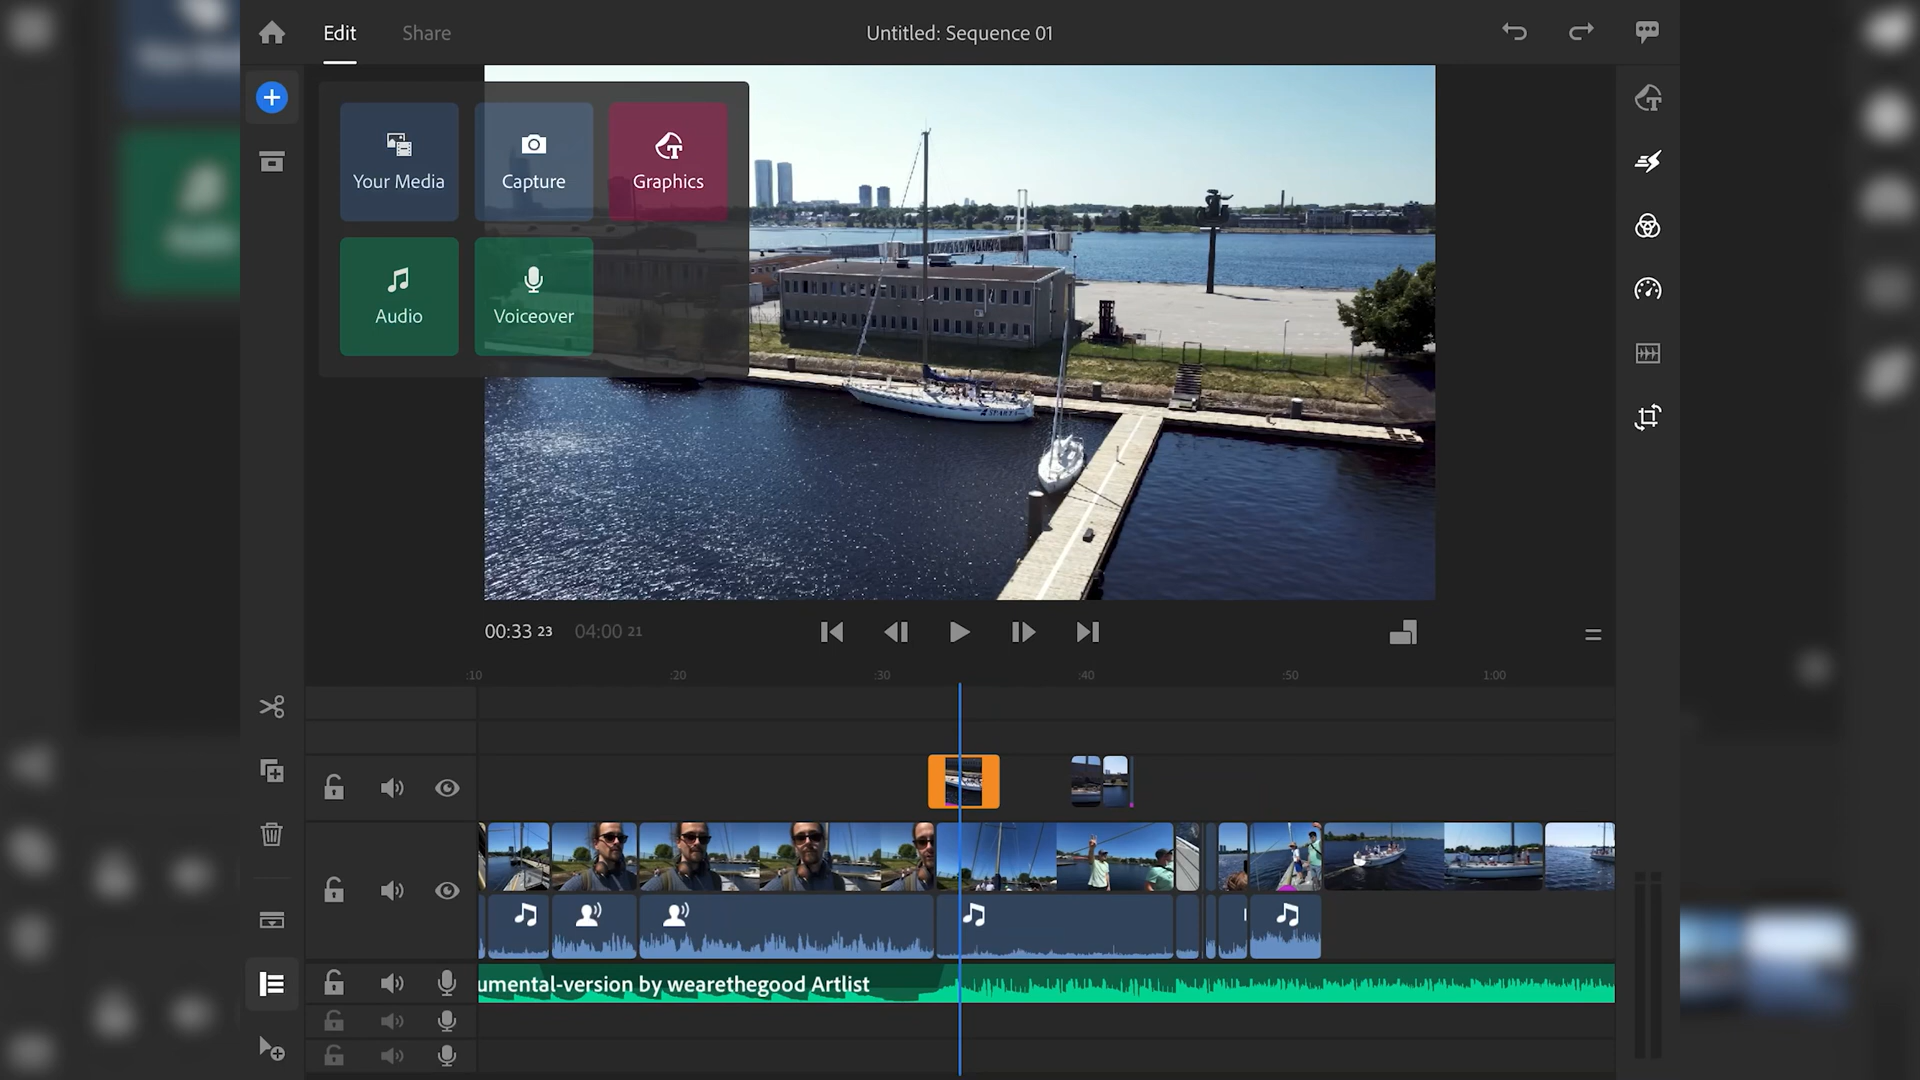 Edit
Share
Untitled: Sequence 01
Your Media
Capture
Graphics
Audio
Voiceover
00:33 23
04:00 21
:10
:20
:30
:40
:50
1:00
umental-version by wearethegood Artlist